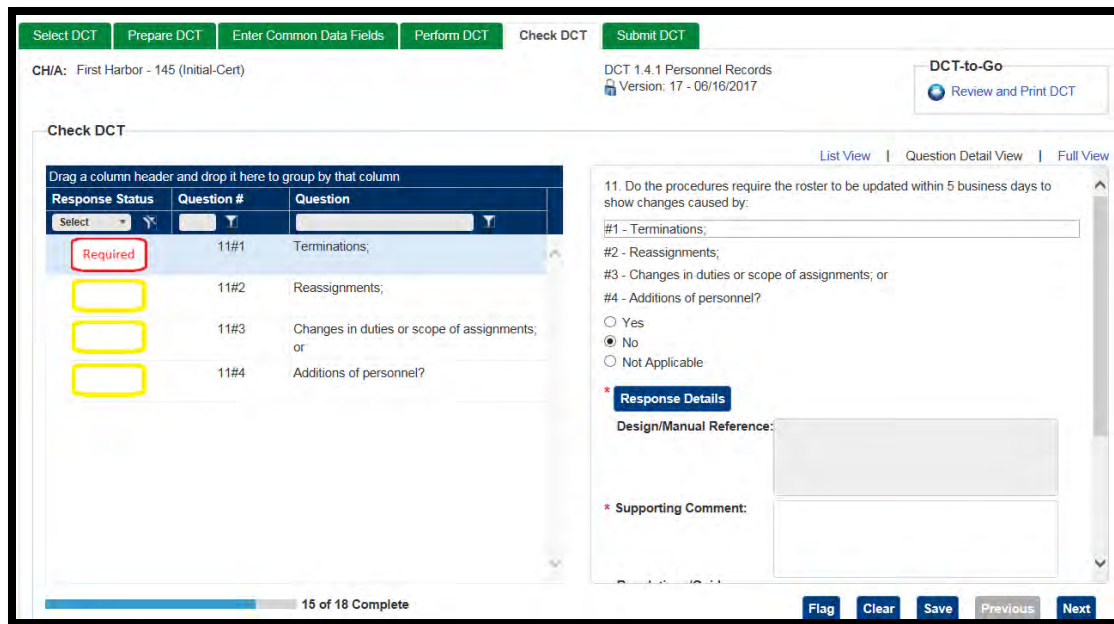 Select DCT Prepare DCT Enter Common Data Fields Perform DCT Check DCT Submit DCT
CH/A: First Harbor - 145 (Initial-Cert)
DCT 1.4.1 Personnel Records
Version: 17 - 06/16/2017
DCT-to-Go
Review and Print DCT
Check DCT
List View | Question Detail View | Full View
Drag a column header and drop it here to group by that column
Response Status Question # Question
Select
Required 11#1 Terminations;
11#2 Reassignments;
11#3 Changes in duties or scope of assignments;
or
11#4 Additions of personnel?
11. Do the procedures require the roster to be updated within 5 business days to
show changes caused by:
#1 - Terminations;
#2 - Reassignments;
#3 - Changes in duties or scope of assignments; or
#4 - Additions of personnel?
Yes
No
Not Applicable
* Response Details
Design/Manual Reference:
* Supporting Comment:
15 of 18 Complete
Flag Clear Save Previous Next